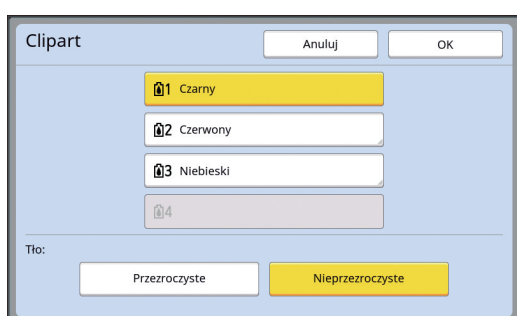 Clipart
Anuluj
OK
1 Czarny
2 Czerwony
3 Niebieski
4
Tło:
Przezroczyste
Nieprzezroczyste